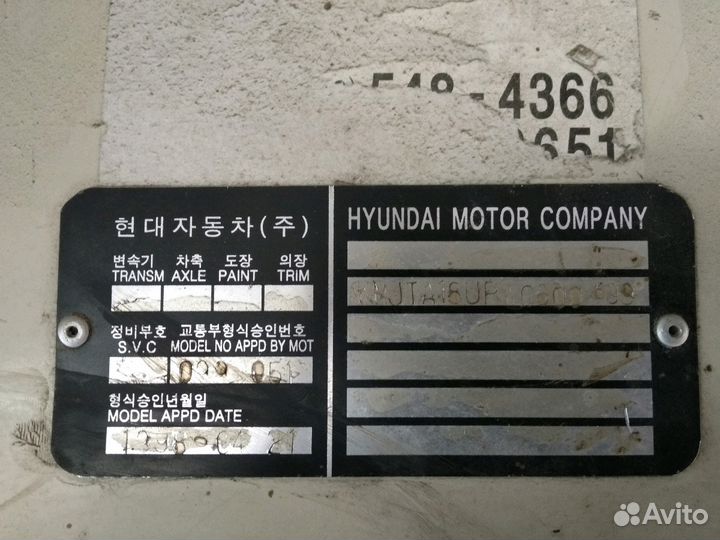 4366
현대자동차(주)
변속기 차축 도장 의장
TRANSM AXLE PAINT TRIM
정비부호 교통부형식승인번호
S.V.C MODEL NO APPD BY MOT
형식승인년월일
MODEL APPD DATE
HYUNDAI MOTOR COMPANY
Avito